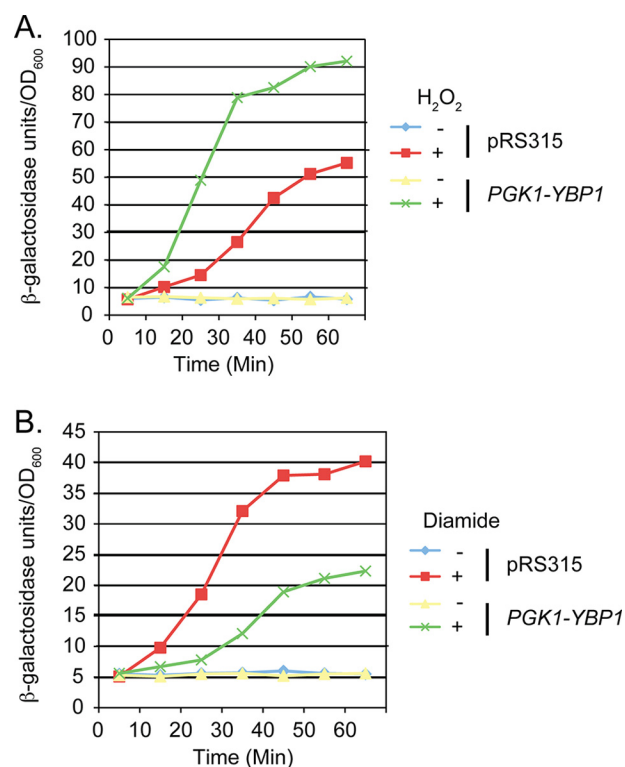 A.
β-galactosidase units/OD600
100
90
80
70
60
50
40
30
20
10
0
0 10 20 30 40 50 60
Time (Min)
H2O2
-
+
pRS315
-
+
PGK1-YBP1
B.
β-galactosidase units/OD600
45
40
35
30
25
20
15
10
5
0
0 10 20 30 40 50 60
Time (Min)
Diamide
-
+
pRS315
-
+
PGK1-YBP1